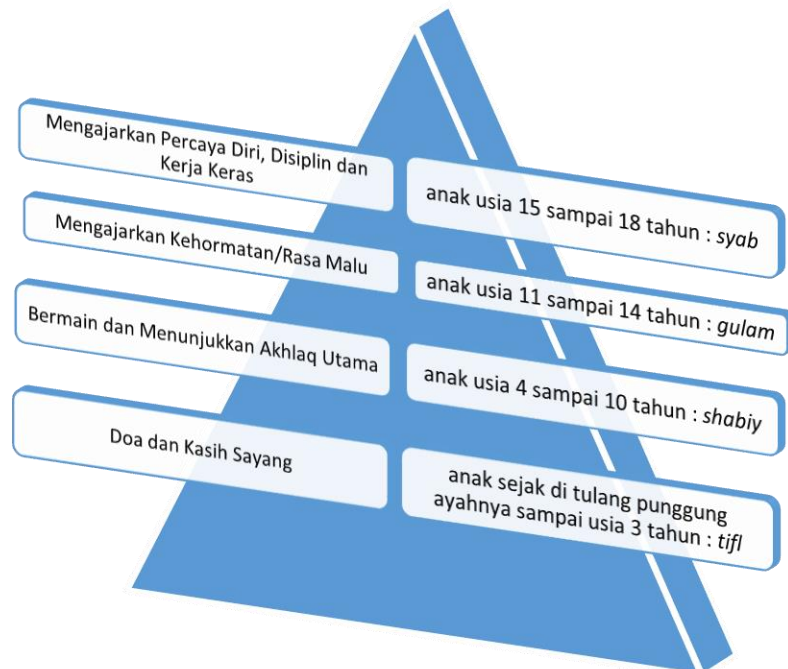 Mengajarkan Percaya Diri, Disiplin dan
Kerja Keras
anak usia 15 sampai 18 tahun : syab
Mengajarkan Kehormatan/Rasa Malu
anak usia 11 sampai 14 tahun : gulam
Bermain dan Menunjukkan Akhlaq Utama
anak usia 4 sampai 10 tahun : shabiy
Doa dan Kasih Sayang
anak sejak di tulang punggung
ayahnya sampai usia 3 tahun : tifl